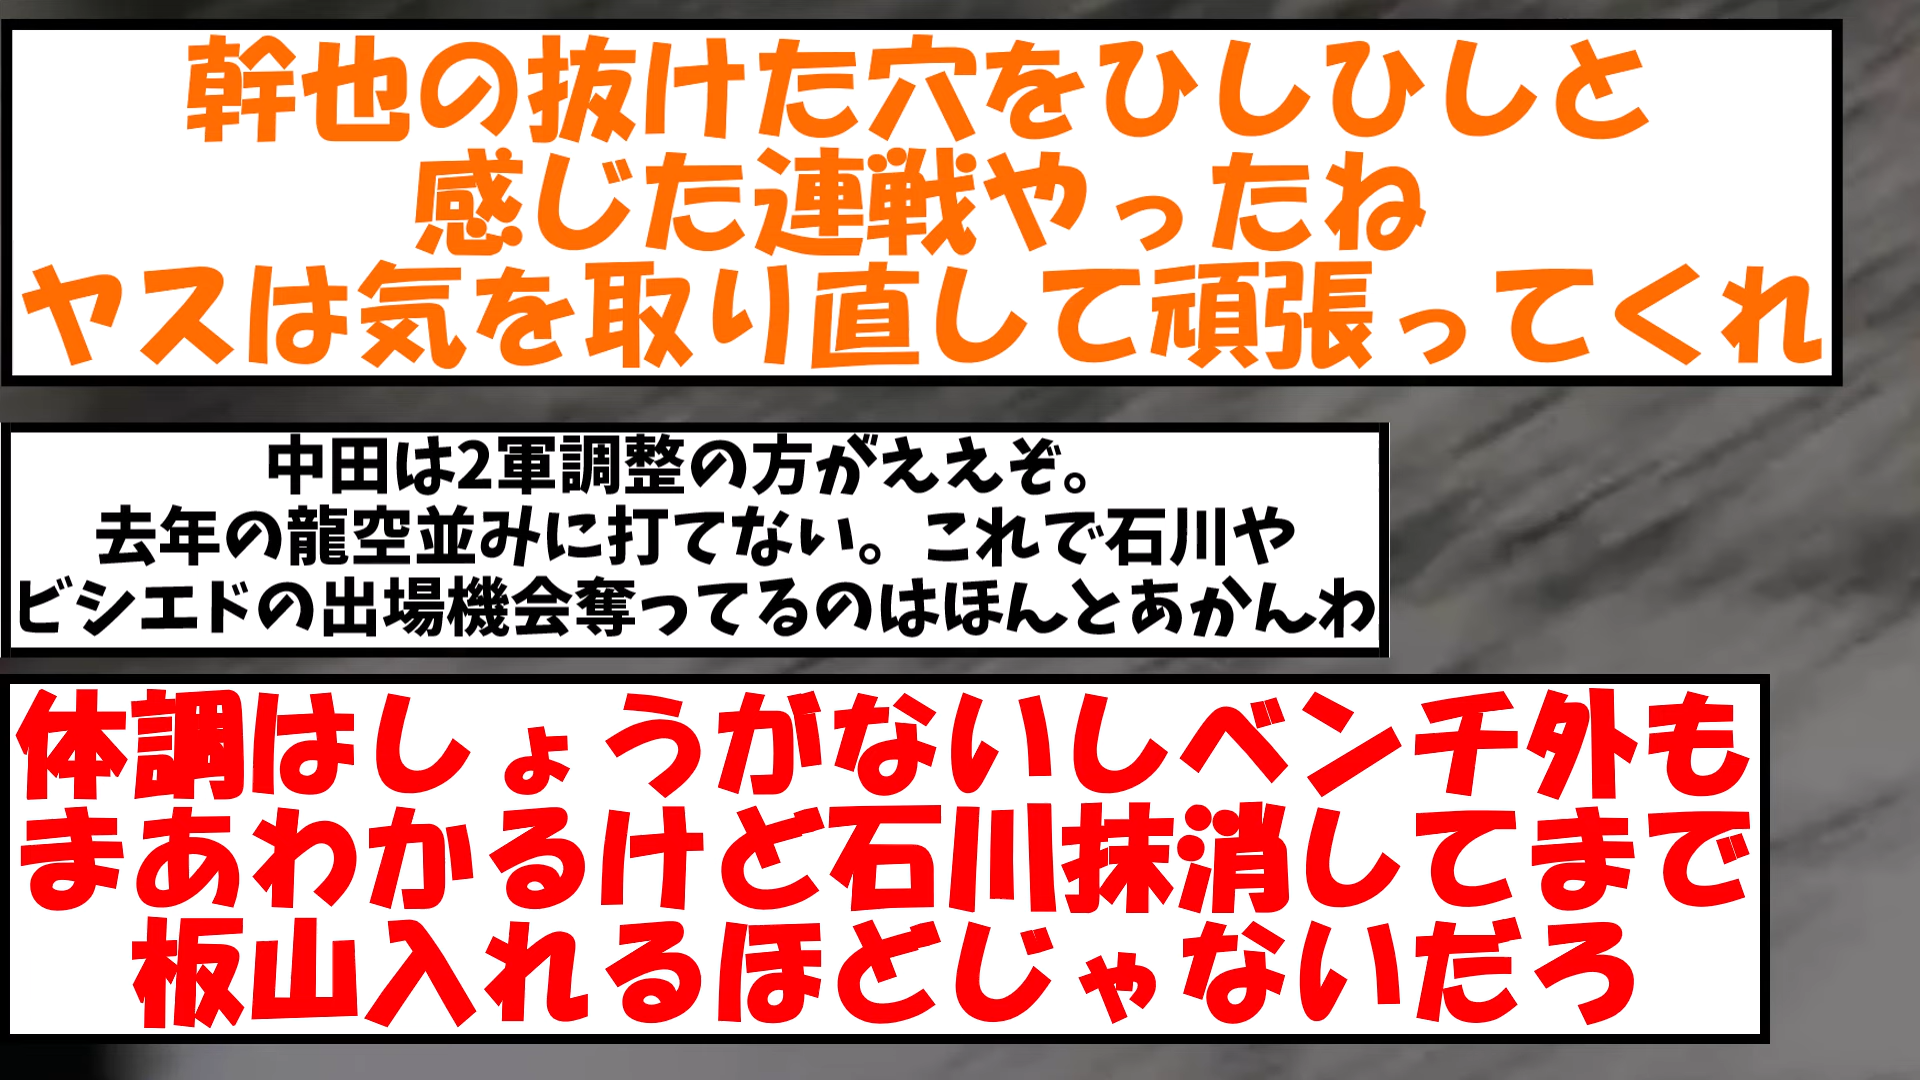 幹也の抜けた穴をひしひしと
感じた連戦やったね
ヤスは気を取り直して頑張ってくれ
中田は2軍調整の方がええぞ。
去年の龍空並みに打てない。これで石川や
ビシエドの出場機会奪ってるのはほんとあかんわ
体調はしょうがないしベンチ外も
まあわかるけど石川抹消してまで
板山入れるほどじゃないだろ